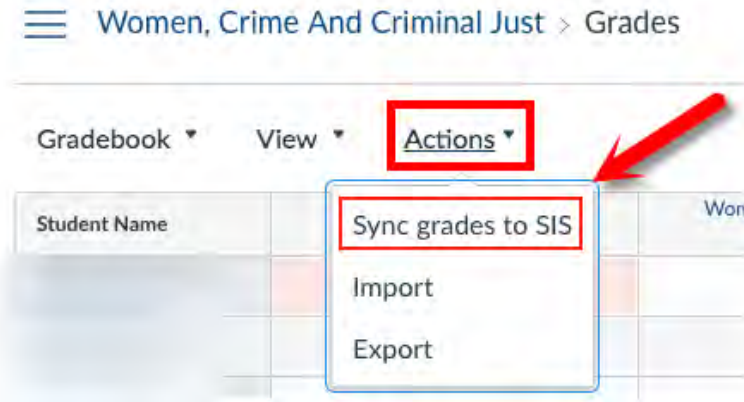 Women, Crime And Criminal Just > Grades
Gradebook View Actions
Sync grades to SIS
Student Name
Import
Export